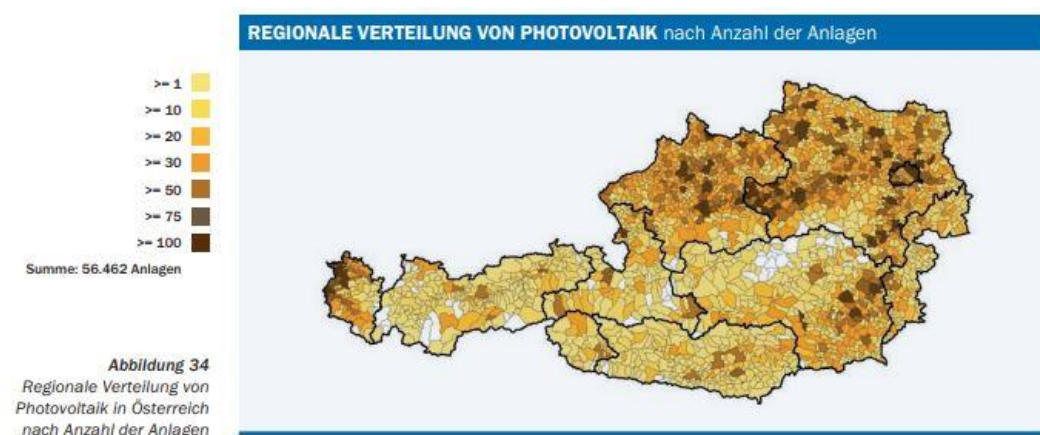 REGIONALE VERTEILUNG VON PHOTOVOLTAIK nach Anzahl der Anlagen
>= 1
>= 10
>= 20
>= 30
>= 50
>= 75
>= 100
Summe: 56.462 Anlagen
Abbildung 34
Regionale Verteilung von
Photovoltaik in Österreich
nach Anzahl der Anlagen